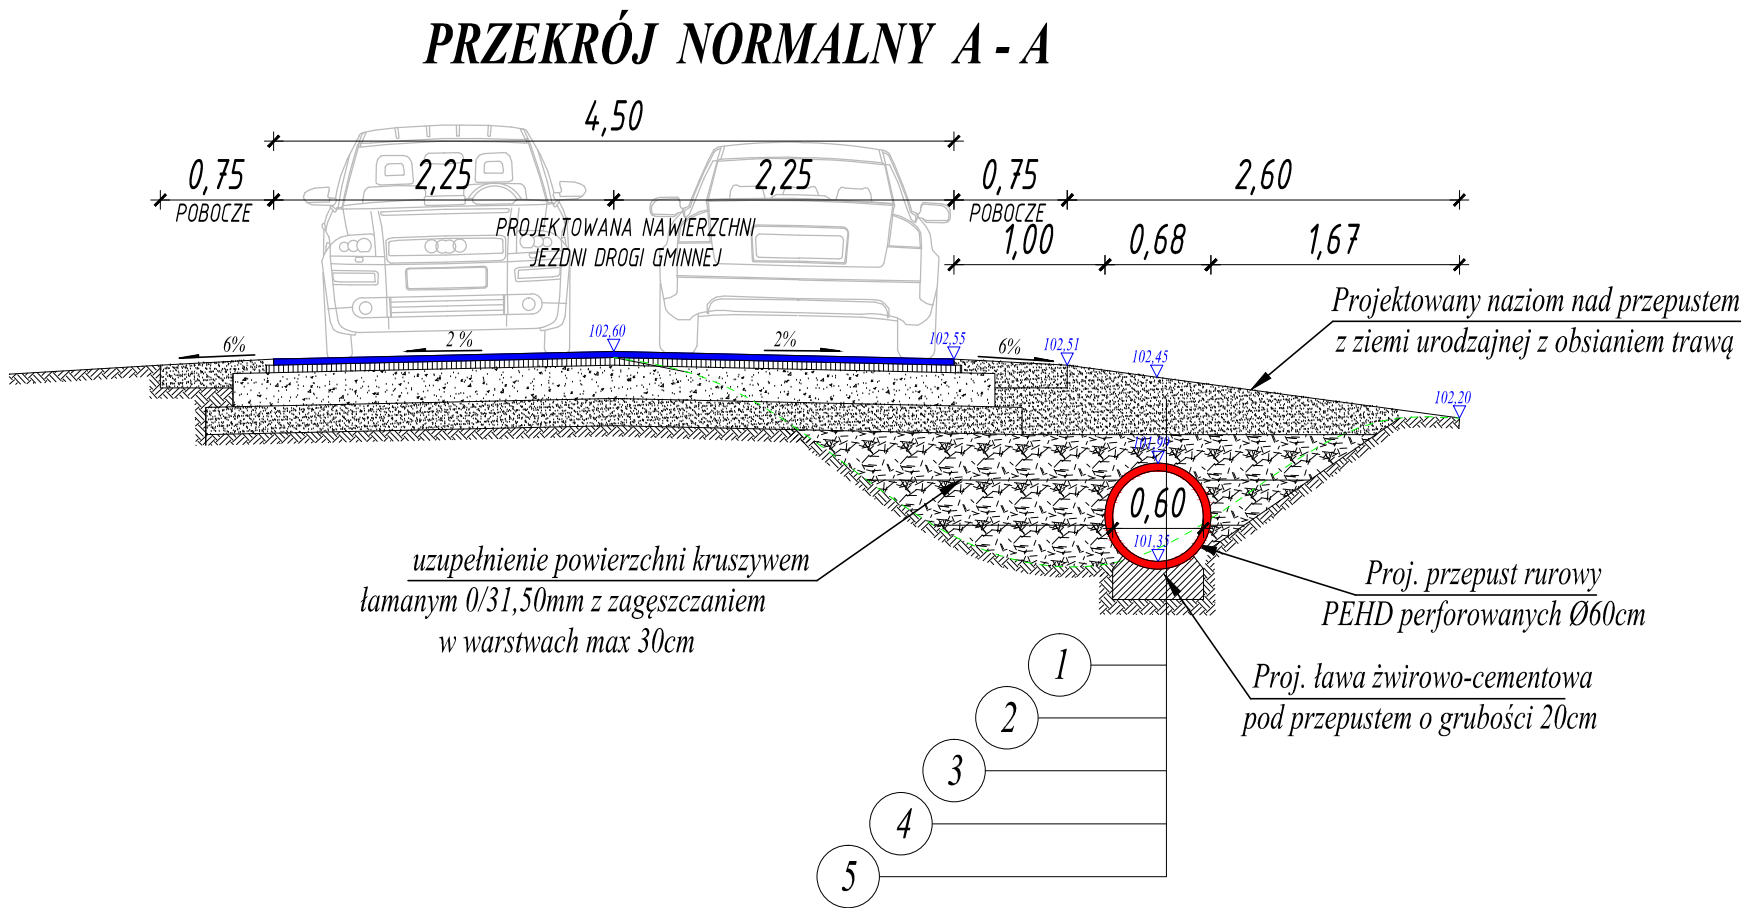 PRZEKRÓJ NORMALNY A - A
4,50
0,75
2,25
2,25
0,75
2,60
POBOCZE
POBOCZE
PROJEKTOWANA NAWIERZCHNI
JEZDNI DROGI GMINNEJ
1,00
0,68
1,67
Projektowany naziom nad przepustem
z ziemi urodzajnej z obsianiem trawą
6%
2%
102,60
2%
102,55
6%
102,51
102,45
102,20
0,60
101,35
uzupełnienie powierzchni kruszywem
łamanym 0/31,50mm z zagęszczaniem
w warstwach max 30cm
Proj. przepust rurowy
PEHD perforowanych Ø60cm
Proj. ława żwirowo-cementowa
pod przepustem o grubości 20cm
1
2
3
4
5